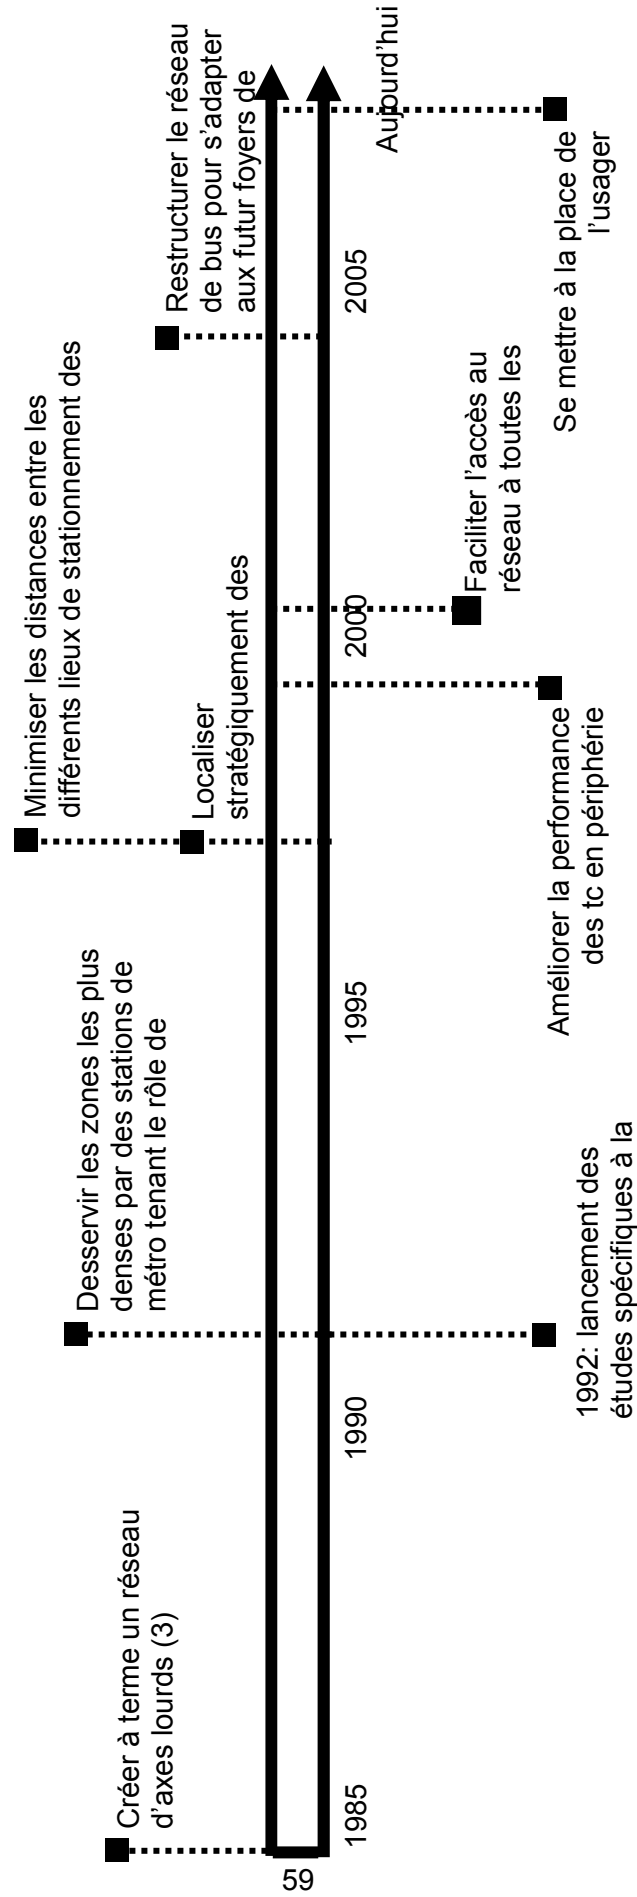 Créer à terme un réseau
d'axes lourds (3)
Desservir les zones les plus
denses par des stations de
métro tenant le rôle de
Minimiser les distances entre les
différents lieux de stationnement des
Localiser
stratégiquement des
Restructurer le réseau
de bus pour s'adapter
aux futur foyers de
1985
1990
1995
2000
2005
Aujourd'hui
1992: lancement des
études spécifiques à la
Améliorer la performance
des tc en périphérie
Faciliter l'accès au
réseau à toutes les
Se mettre à la place de
l'usager
59